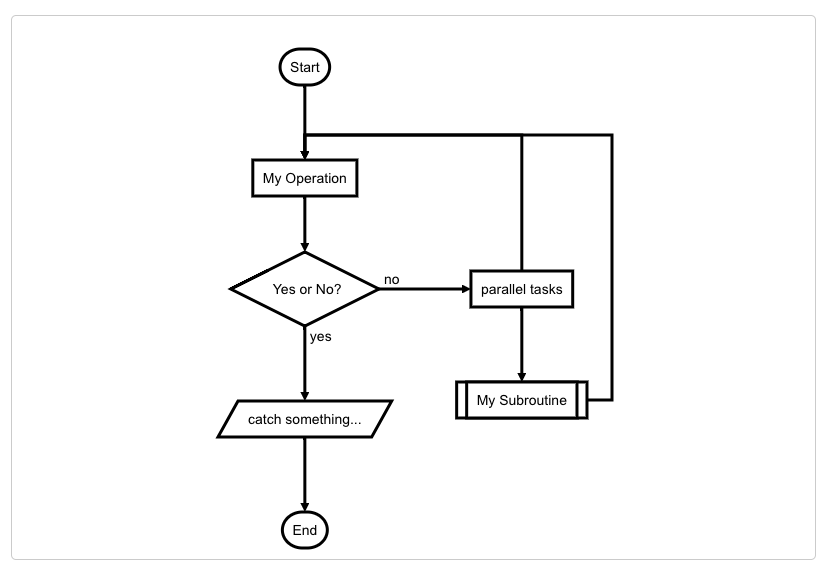 Start
My Operation
Yes or No?
no
parallel tasks
yes
My Subroutine
catch something...
End